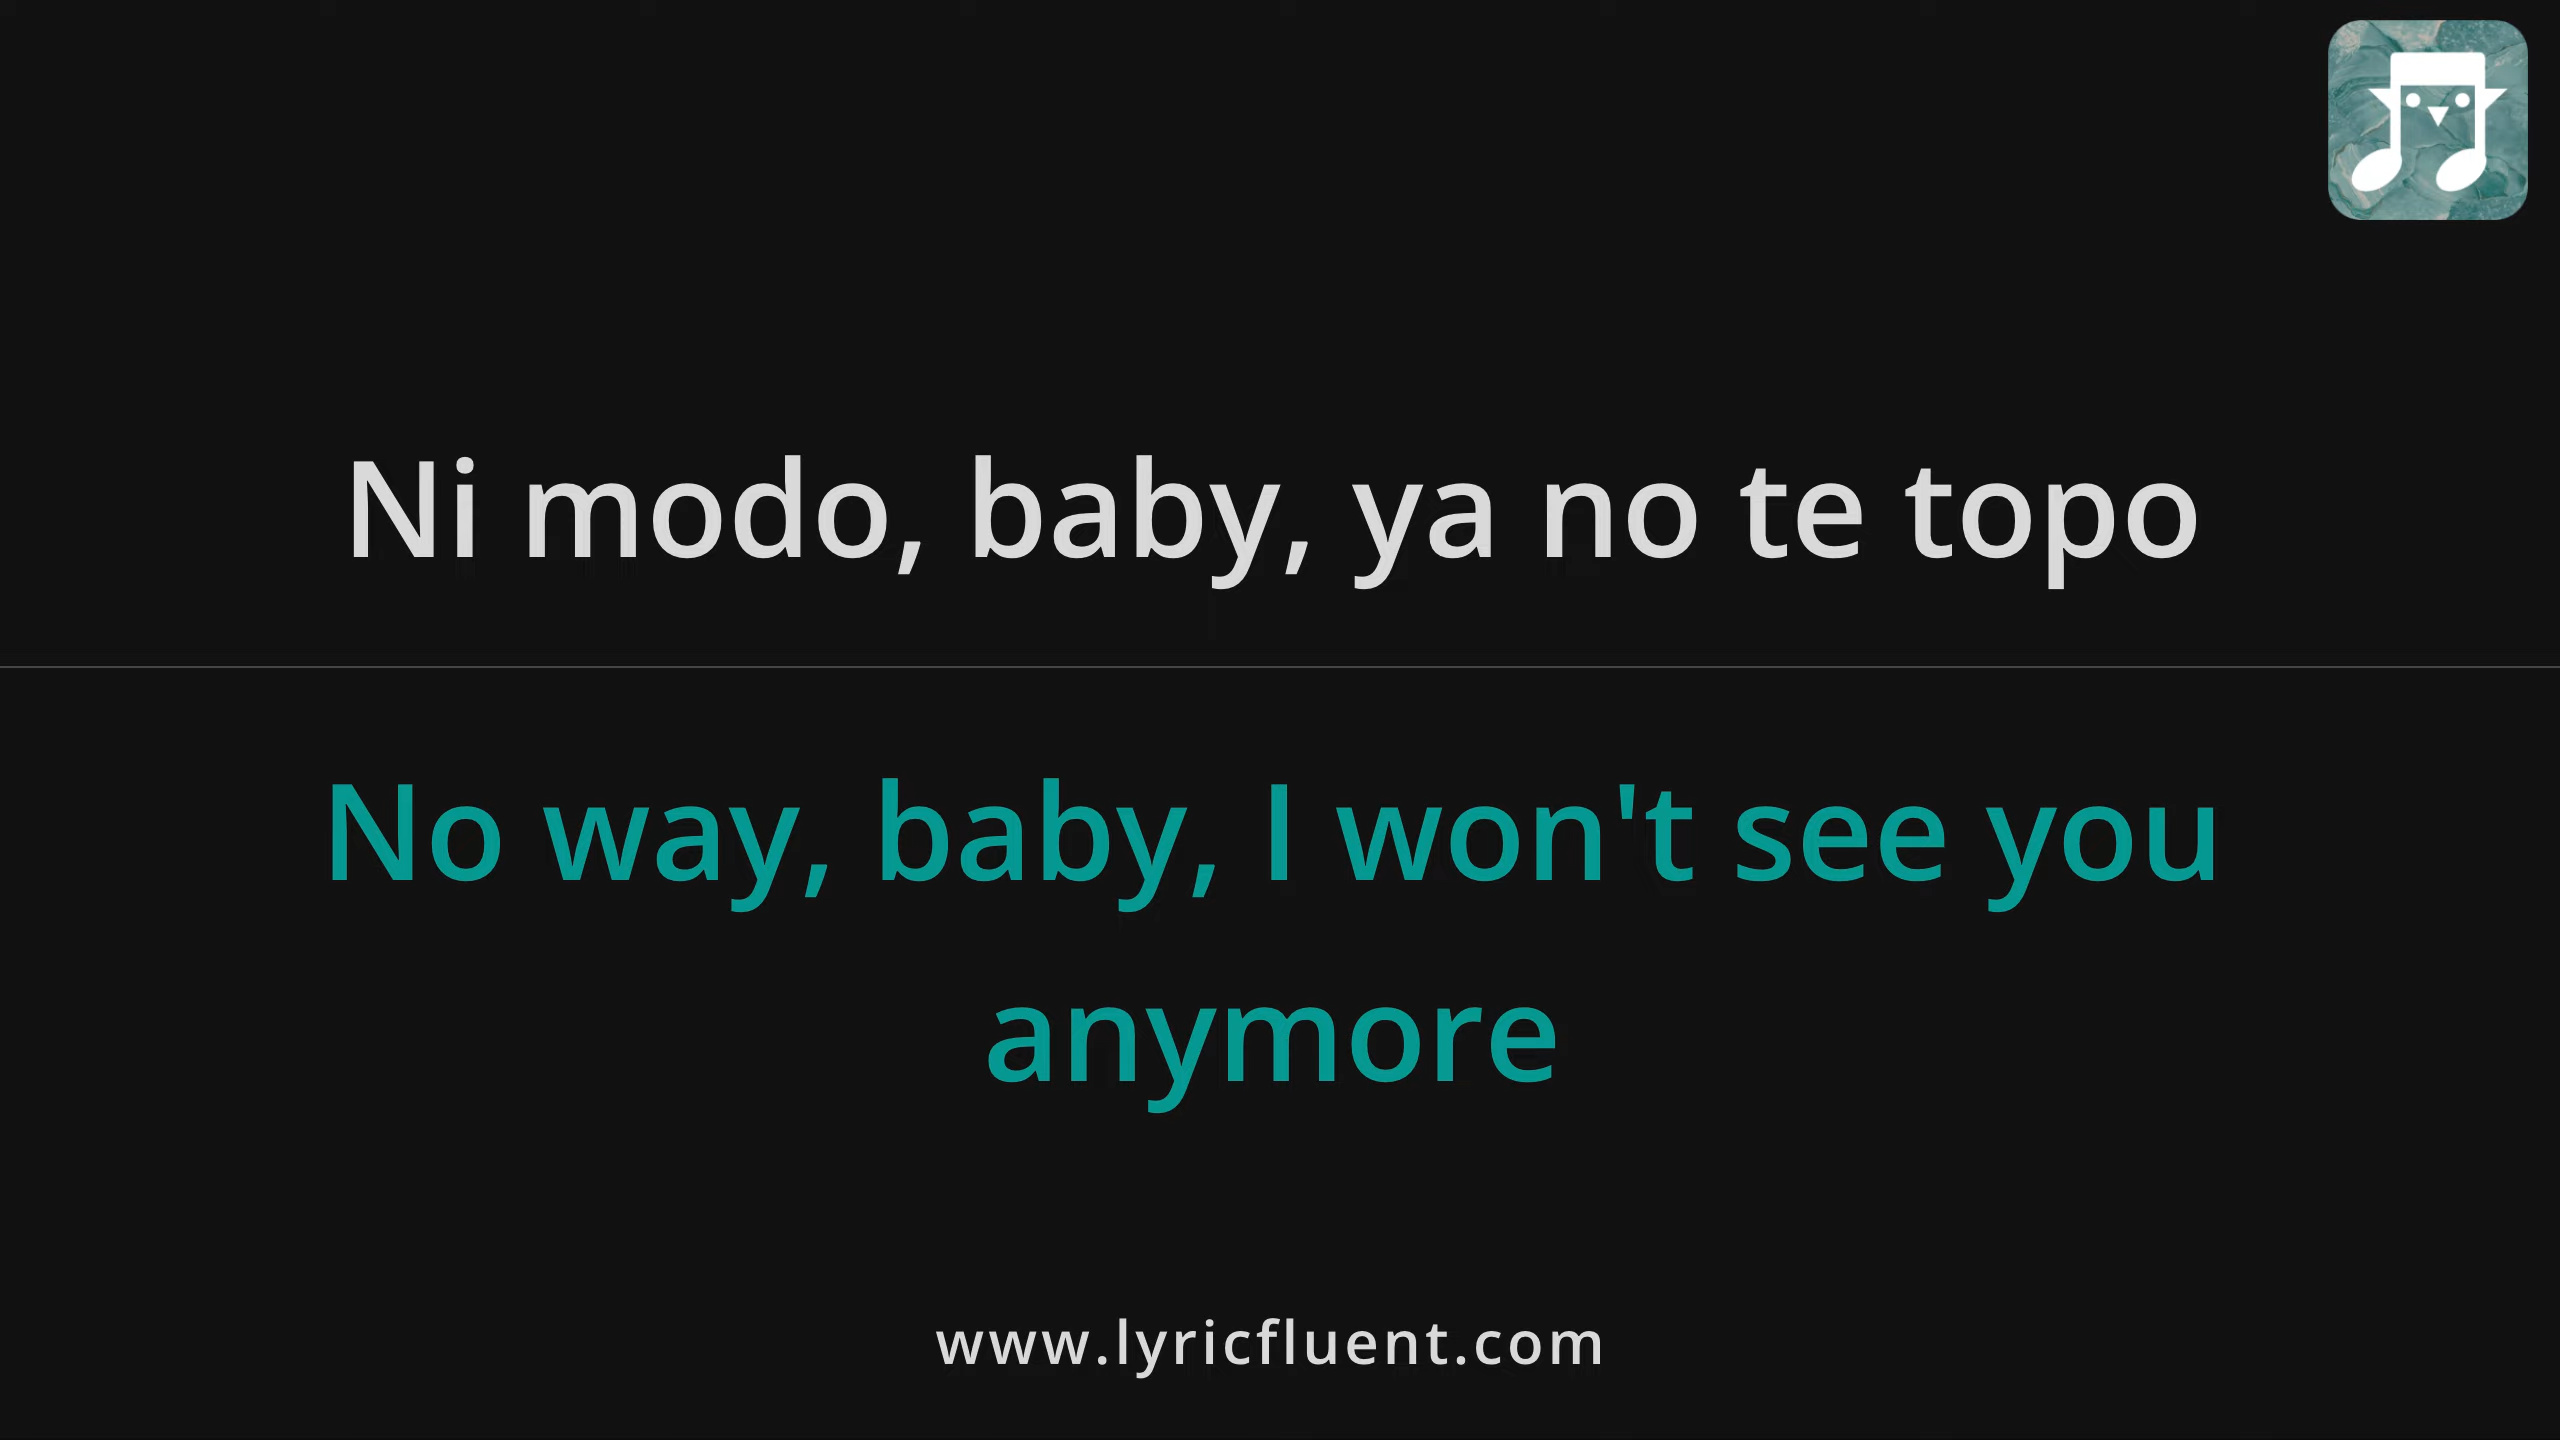 Ni modo, baby, ya no te topo
No way, baby, I won't see you
anymore
www.lyricfluent.com